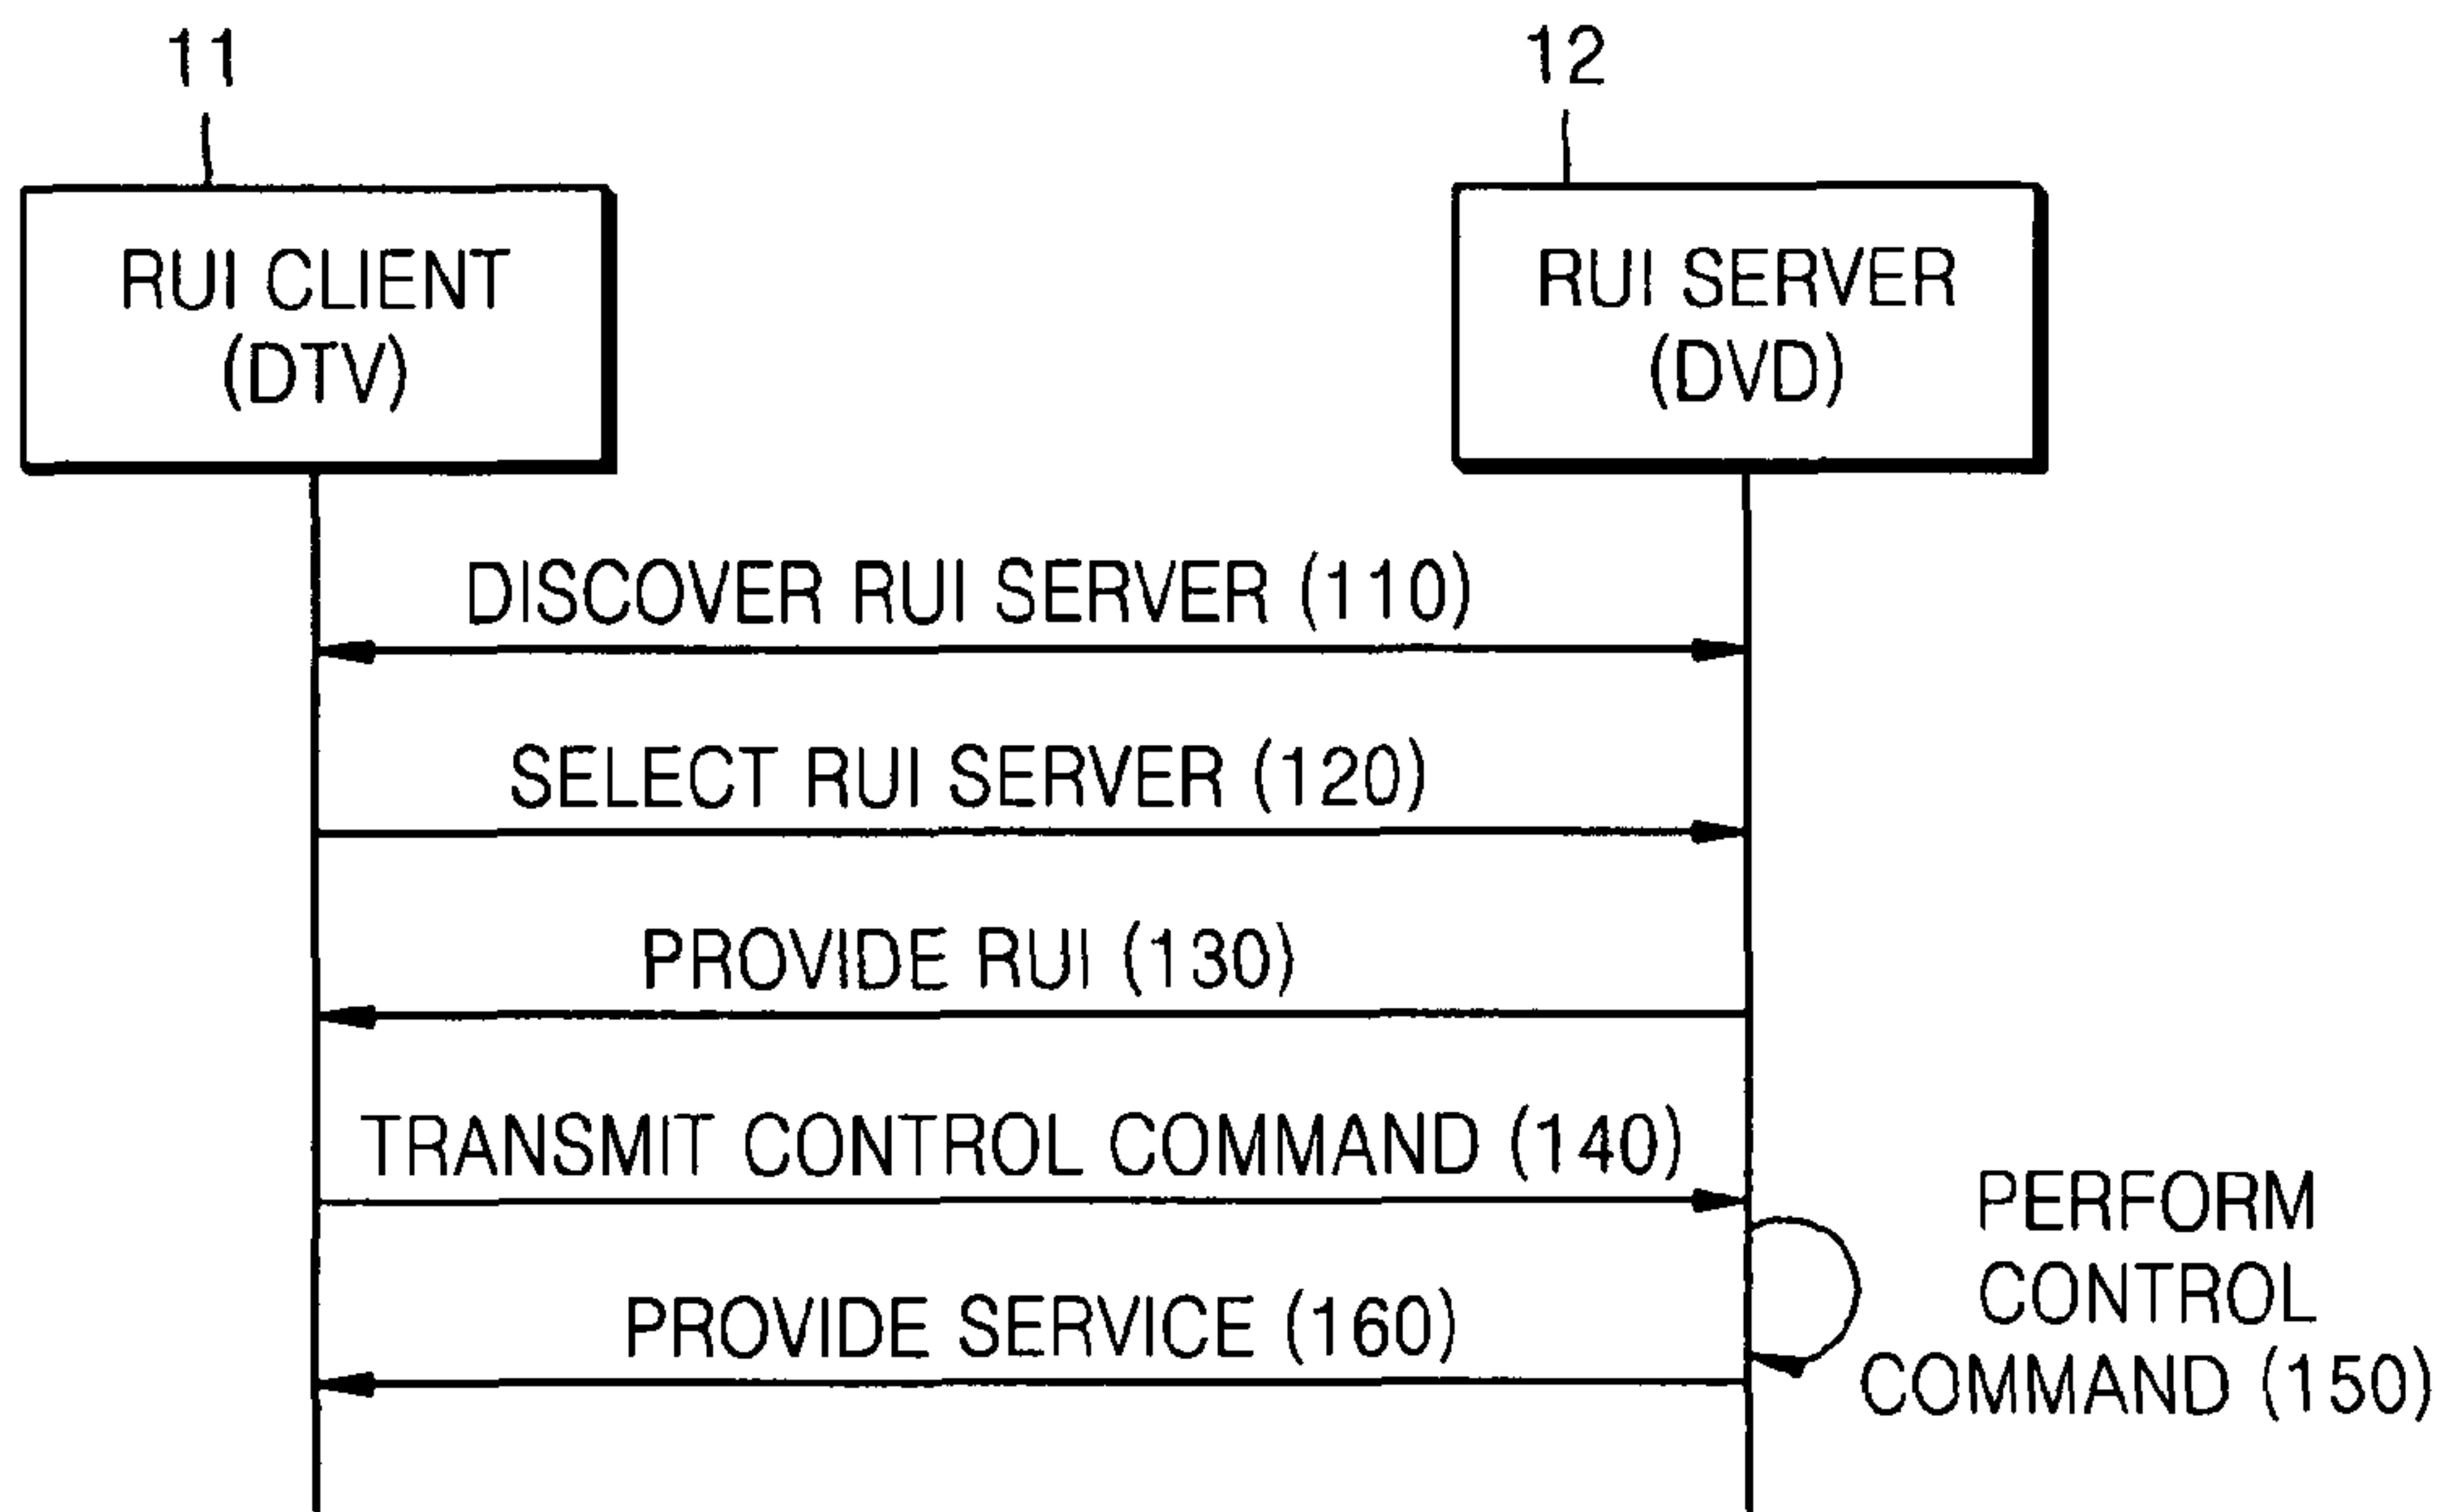 11
12
RUI CLIENT
(DTV)
RUI SERVER
(DVD)
DISCOVER RUI SERVER (110)
SELECT RUI SERVER (120)
PROVIDE RUI (130)
TRANSMIT CONTROL COMMAND (140)
PERFORM
CONTROL
COMMAND (150)
PROVIDE SERVICE (160)